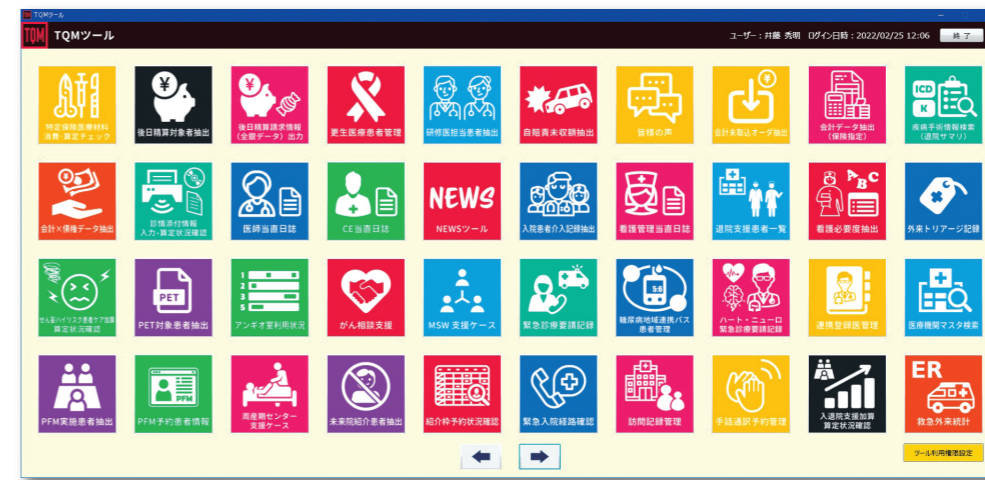 TQMツール
TQM TQMツール
ユーザー：井藤 秀明 ログイン日時：2022/02/25 12:06 終了
特定保険医療材料
消費・算定チェック
後日精算対象者抽出
後日精算請求情報
(全額データ) 出力
更生医療患者管理
研修医担当患者抽出
自賠責未収額抽出
皆様の声
会計未取込オーダ抽出
会計データ抽出
(保険指定)
ICD
K
疾病手術情報検索
(退院サマリ)
会計×債権データ抽出
診情添付情報
入力・算定状況確認
医師当直日誌
CE当直日誌
NEWS
NEWSツール
入院患者介入記録抽出
看護管理当直日誌
退院支援患者一覧
ABC
看護必要度抽出
外来トリアージ記録
せん妄ハイリスク患者ケア加算
算定状況確認
PET
PET対象患者抽出
1
2
3
4
5
アンギオ室利用状況
がん相談支援
MSW 支援ケース
緊急診療要請記録
5.6
糖尿病地域連携パス
患者管理
ハート・ニューロ
緊急診療要請記録
連携登録医管理
医療機関マスタ検索
PFM実施患者抽出
PFM
PFM予約患者情報
周産期センター
支援ケース
未来院紹介患者抽出
紹介枠予約状況確認
緊急入院経路確認
訪問記録管理
手話通訳予約管理
入退院支援加算
算定状況確認
ER
救急外来統計
ツール利用権限設定